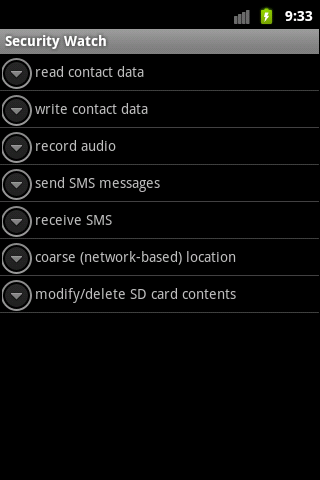 9:33
Security Watch
read contact data
write contact data
record audio
send SMS messages
receive SMS
coarse (network-based) location
modify/delete SD card contents